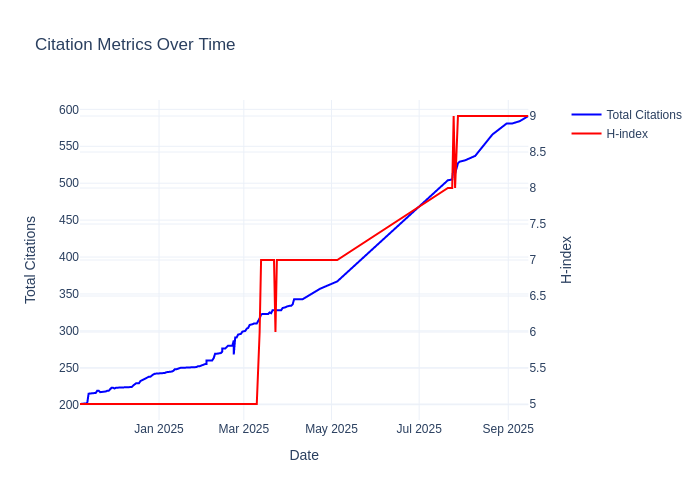 Citation Metrics Over Time
Total Citations
H-index
600
550
500
450
400
350
300
250
200
9
8.5
8
7.5
7
6.5
6
5.5
5
Jan 2025
Mar 2025
May 2025
Jul 2025
Sep 2025
Date
Total Citations
H-index